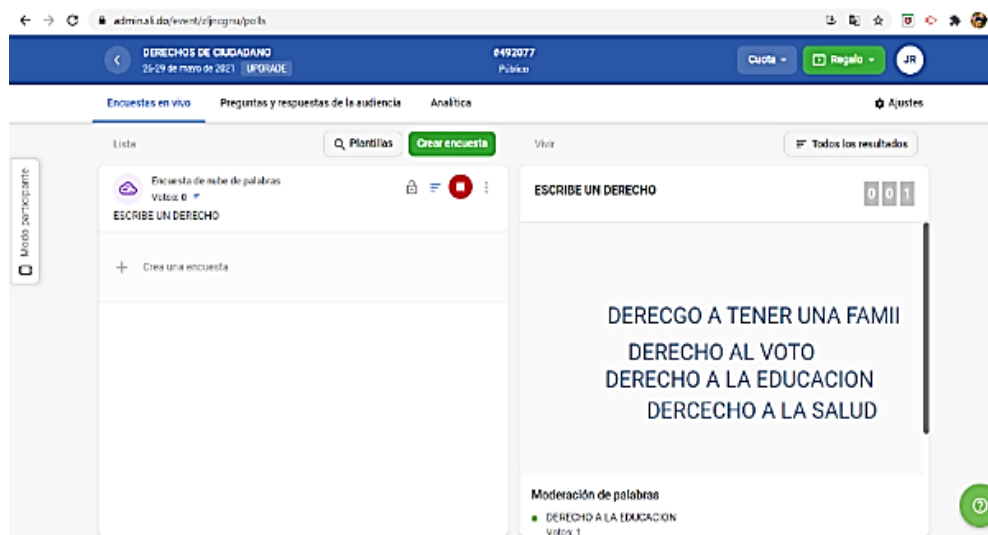 admin.sli.do/event/zljncgnu/polls
DERECHOS DE CIUDADANO
25-29 de mayo de 2021 UPGRADE
#492077
Público
Cuota
Regalo
JR
Encuestas en vivo Preguntas y respuestas de la audiencia Analítica
Ajustes
Lista
Plantillas
Crear encuesta
Vivir
Todos los resultados
Modo participante
Encuesta de nube de palabras
Votos: 0
ESCRIBE UN DERECHO
Crea una encuesta
ESCRIBE UN DERECHO
0 0 1
DERECGO A TENER UNA FAMII
DERECHO AL VOTO
DERECHO A LA EDUCACION
DERCECHO A LA SALUD
Moderación de palabras
DERECHO A LA EDUCACION
Votos: 1